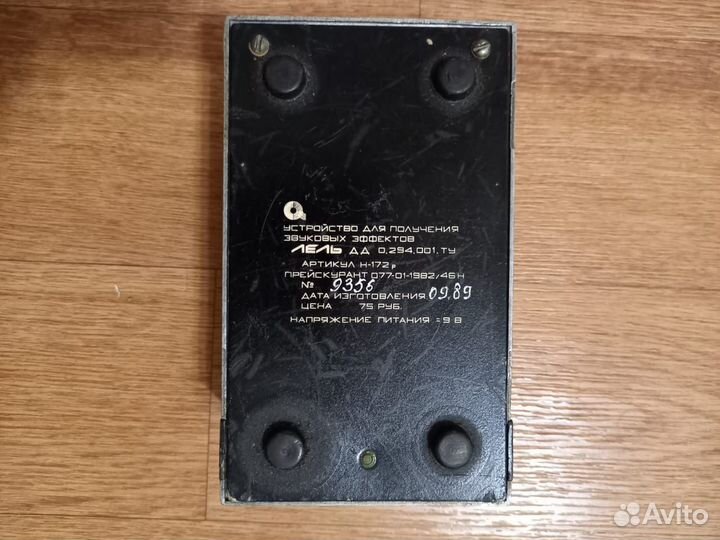 УСТРОЙСТВО ДЛЯ ПОЛУЧЕНИЯ
ЗВУКОВЫХ ЭФФЕКТОВ
ЛЕЛЬ ДД 0,294,001,ТУ
АРТИКУЛ Н-172р
ПРЕЙСКУРАНТ 077-01-1982/46Н
№ 9356
ДАТА ИЗГОТОВЛЕНИЯ 09.89
ЦЕНА 75 РУБ.
НАПРЯЖЕНИЕ ПИТАНИЯ =9 В
Avito